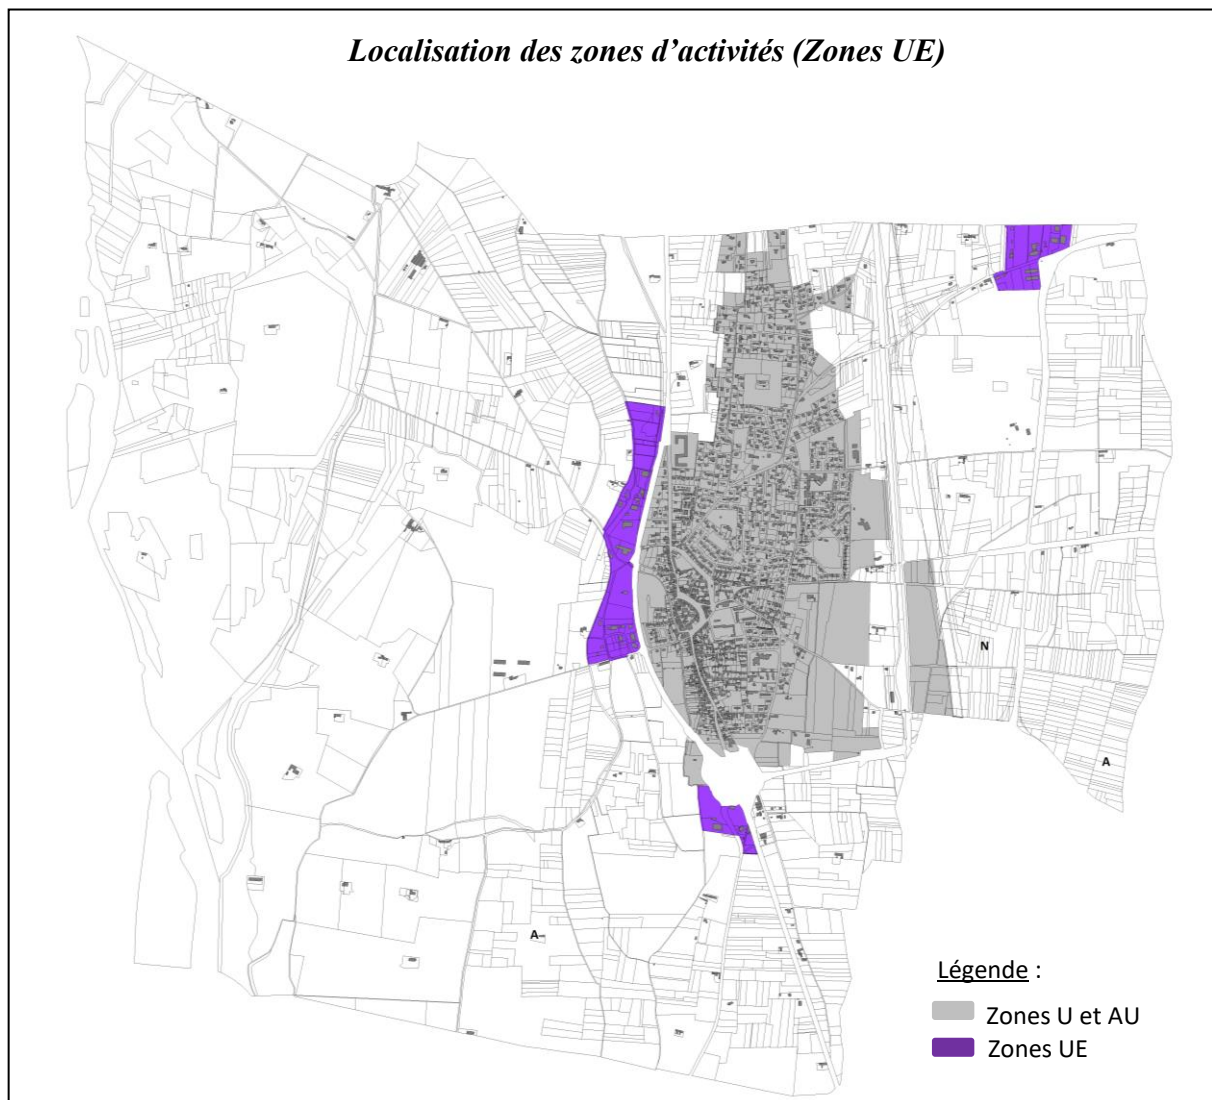 Localisation des zones d’activités (Zones UE)
N
A
A
Légende :
Zones U et AU
Zones UE